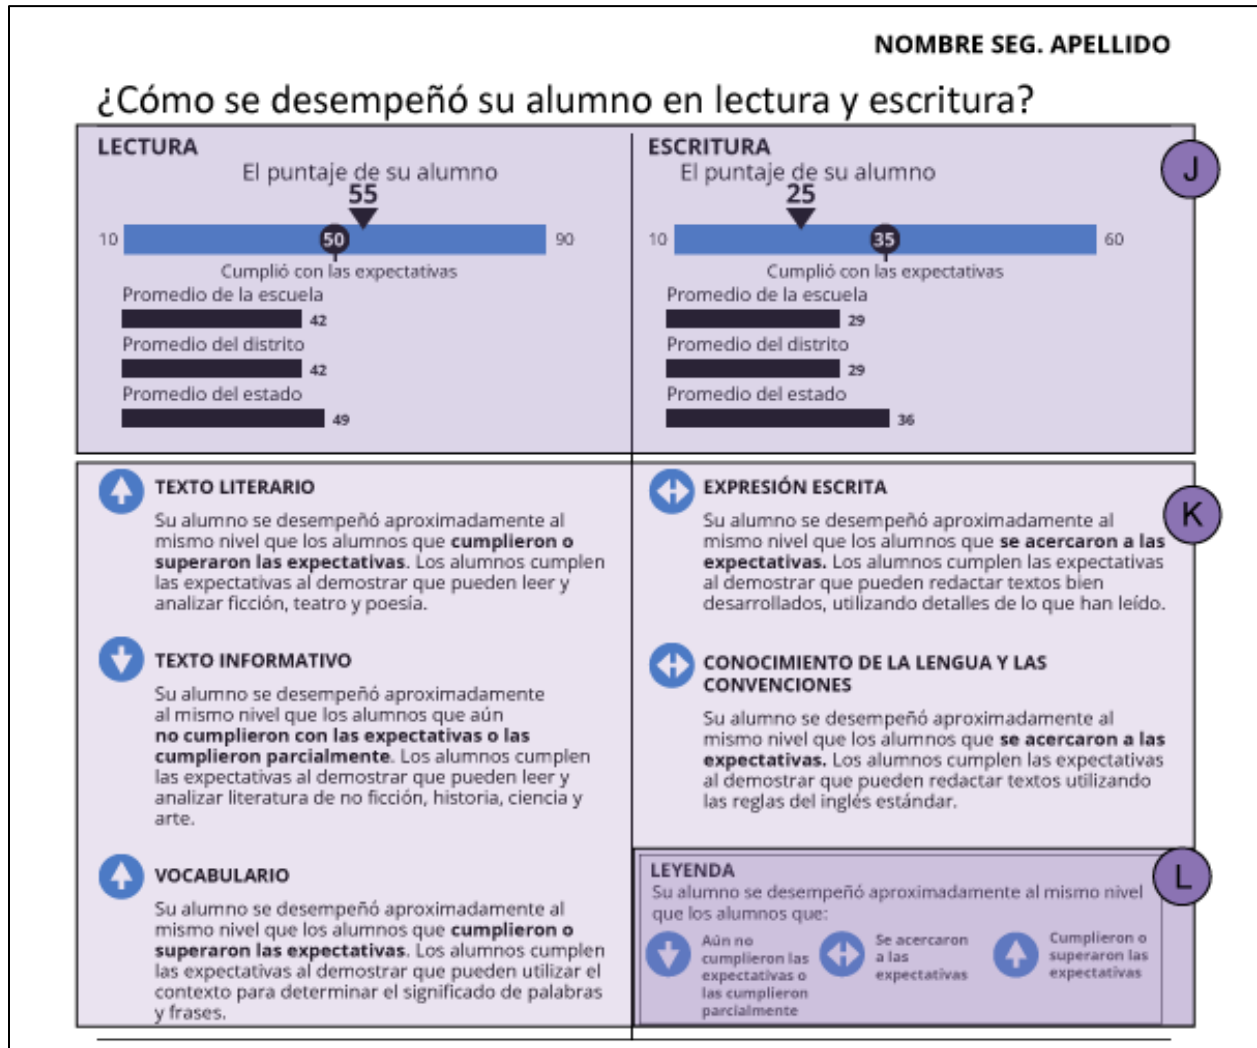 NOMBRE SEG. APELLIDO
¿Cómo se desempeñó su alumno en lectura y escritura?
LECTURA
El puntaje de su alumno
55
10
50
90
Cumplió con las expectativas
Promedio de la escuela
42
Promedio del distrito
42
Promedio del estado
49
ESCRITURA
El puntaje de su alumno
25
10
35
60
Cumplió con las expectativas
Promedio de la escuela
29
Promedio del distrito
29
Promedio del estado
36
J
TEXTO LITERARIO
Su alumno se desempeñó aproximadamente al
mismo nivel que los alumnos que cumplieron o
superaron las expectativas. Los alumnos cumplen
las expectativas al demostrar que pueden leer y
analizar ficción, teatro y poesía.
TEXTO INFORMATIVO
Su alumno se desempeñó aproximadamente
al mismo nivel que los alumnos que aún
no cumplieron con las expectativas o las
cumplieron parcialmente. Los alumnos cumplen
las expectativas al demostrar que pueden leer y
analizar literatura de no ficción, historia, ciencia y
arte.
VOCABULARIO
Su alumno se desempeñó aproximadamente al
mismo nivel que los alumnos que cumplieron o
superaron las expectativas. Los alumnos cumplen
las expectativas al demostrar que pueden utilizar el
contexto para determinar el significado de palabras
y frases.
EXPRESIÓN ESCRITA
Su alumno se desempeñó aproximadamente al
mismo nivel que los alumnos que se acercaron a las
expectativas. Los alumnos cumplen las expectativas
al demostrar que pueden redactar textos bien
desarrollados, utilizando detalles de lo que han leído.
K
CONOCIMIENTO DE LA LENGUA Y LAS
CONVENCIONES
Su alumno se desempeñó aproximadamente al
mismo nivel que los alumnos que se acercaron a las
expectativas. Los alumnos cumplen las expectativas
al demostrar que pueden redactar textos utilizando
las reglas del inglés estándar.
LEYENDA
L
Su alumno se desempeñó aproximadamente al mismo nivel
que los alumnos que:
Aún no
cumplieron las
expectativas o
las cumplieron
parcialmente
Se acercaron
a las
expectativas
Cumplieron o
superaron las
expectativas